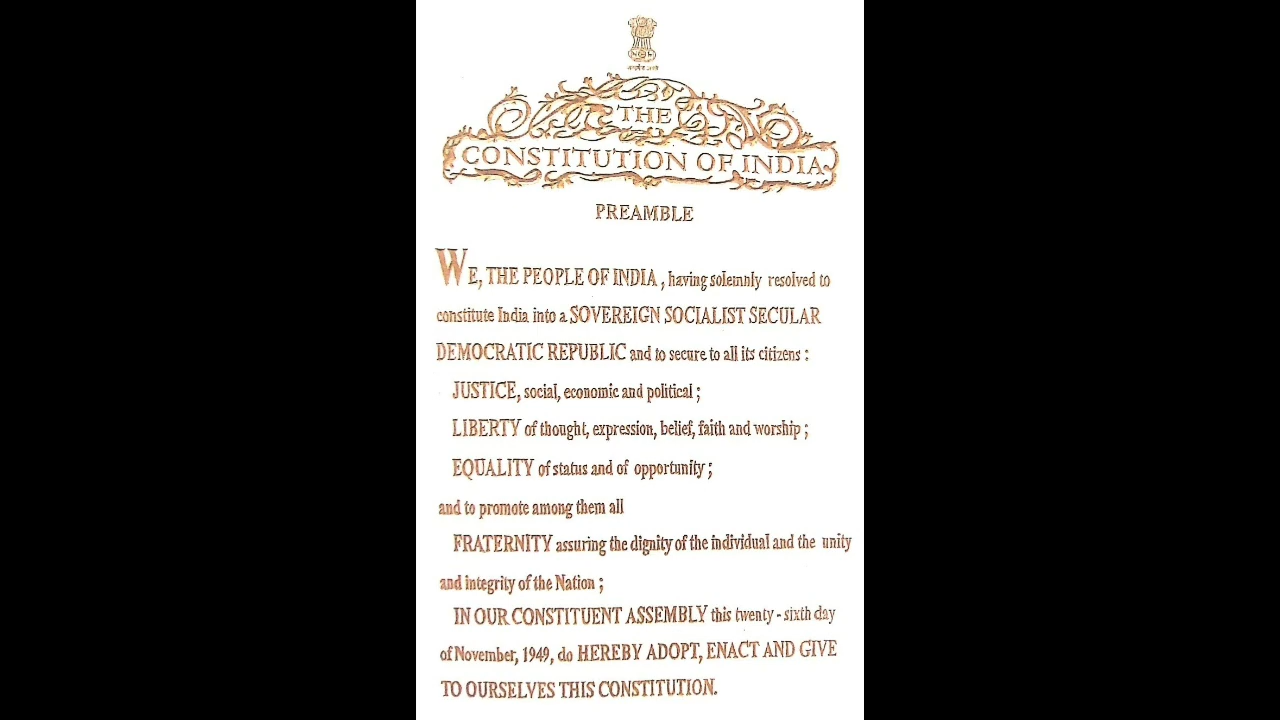 THE
CONSTITUTION OF INDIA
PREAMBLE
WE, THE PEOPLE OF INDIA , having solemnly resolved to
constitute India into a SOVEREIGN SOCIALIST SECULAR
DEMOCRATIC REPUBLIC and to secure to all its citizens :
JUSTICE, social, economic and political ;
LIBERTY of thought, expression, belief, faith and worship ;
EQUALITY of status and of opportunity ;
and to promote among them all
FRATERNITY assuring the dignity of the individual and the unity
and integrity of the Nation ;
IN OUR CONSTITUENT ASSEMBLY this twenty - sixth day
of November, 1949, do HEREBY ADOPT, ENACT AND GIVE
TO OURSELVES THIS CONSTITUTION.